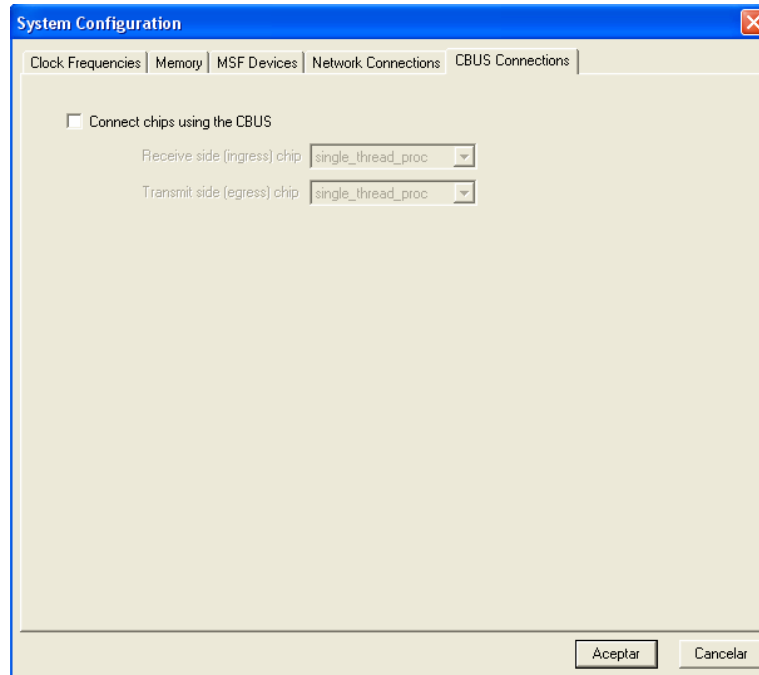 System Configuration
Clock Frequencies Memory MSF Devices Network Connections CBUS Connections
Connect chips using the CBUS
Receive side (ingress) chip single_thread_proc
Transmit side (egress) chip single_thread_proc
Aceptar Cancelar